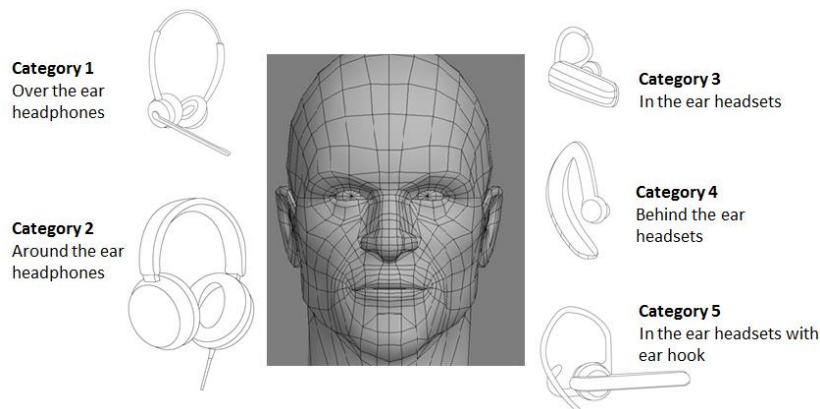 Category 1
Over the ear
headphones
Category 2
Around the ear
headphones
Category 3
In the ear headsets
Category 4
Behind the ear
headsets
Category 5
In the ear headsets with
ear hook